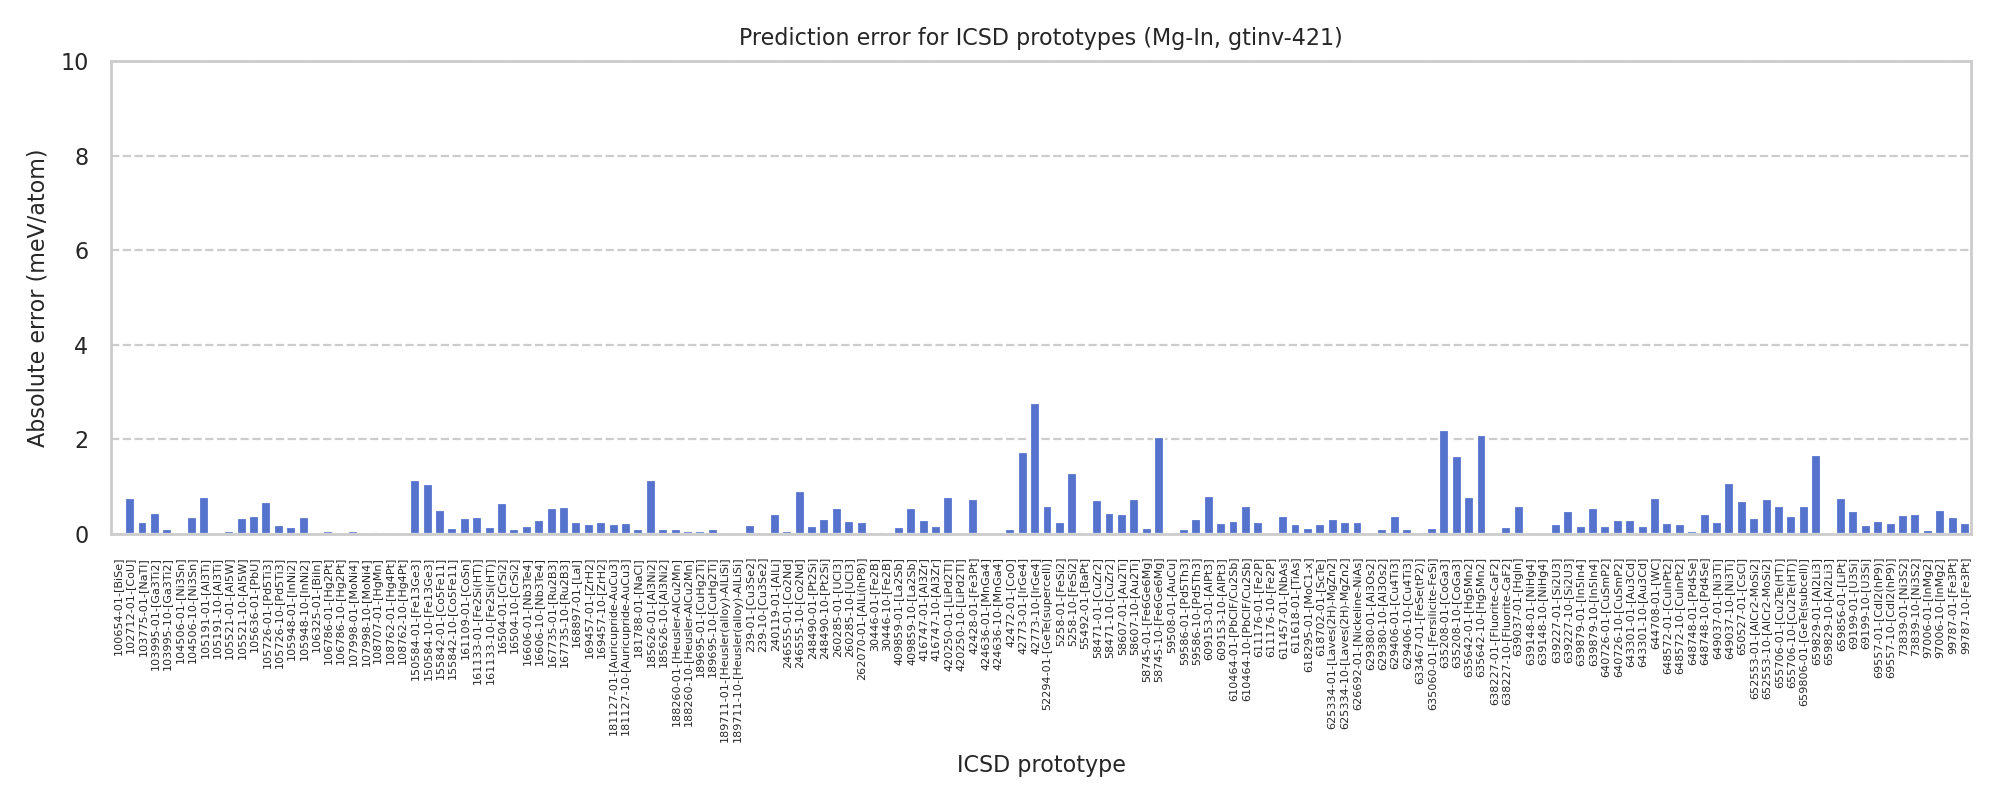 Prediction error for ICSD prototypes (Mg-In, gtinv-421)
Absolute error (meV/atom)
10
8
6
4
2
0
100654-01-[BiSe]
102712-01-[CoU]
103775-01-[NaTl]
103995-01-[Ga3Ti2]
103995-10-[Ga3Ti2]
104506-01-[Ni3Sn]
104506-10-[Ni3Sn]
105191-01-[Al3Ti]
105191-10-[Al3Ti]
105521-01-[Al5W]
105521-10-[Al5W]
105636-01-[PbU]
105726-01-[Pd5Ti3]
105726-10-[Pd5Ti3]
105948-01-[InNi2]
105948-10-[InNi2]
106325-01-[BiIn]
106786-01-[Hg2Pt]
106786-10-[Hg2Pt]
107998-01-[MoNi4]
107998-10-[MoNi4]
108707-01-[HgMn]
108762-01-[Hg4Pt]
108762-10-[Hg4Pt]
150584-01-[Fe13Ge3]
150584-10-[Fe13Ge3]
155842-01-[Co5Fe11]
155842-10-[Co5Fe11]
161109-01-[CoSn]
161133-01-[Fe2Si(HT)]
161133-10-[Fe2Si(HT)]
16504-01-[CrSi2]
16504-10-[CrSi2]
16606-01-[Nb3Te4]
16606-10-[Nb3Te4]
167735-01-[Ru2B3]
167735-10-[Ru2B3]
168897-01-[LaI]
169457-01-[ZrH2]
169457-10-[ZrH2]
181127-01-[Auricupride-AuCu3]
181127-10-[Auricupride-AuCu3]
181788-01-[NaCl]
185626-01-[Al3Ni2]
185626-10-[Al3Ni2]
188260-01-[Heusler-AlCu2Mn]
188260-10-[Heusler-AlCu2Mn]
189695-01-[CuHg2Ti]
189695-10-[CuHg2Ti]
189711-01-[Heusler(alloy)-AlLiSi]
189711-10-[Heusler(alloy)-AlLiSi]
239-01-[Cu3Se2]
239-10-[Cu3Se2]
240119-01-[AlLi]
246555-01-[Co2Nd]
246555-10-[Co2Nd]
248490-01-[Pt2Si]
248490-10-[Pt2Si]
260285-01-[UCl3]
260285-10-[UCl3]
262070-01-[AlLi(hP8)]
30446-01-[Fe2B]
30446-10-[Fe2B]
409859-01-[La2Sb]
409859-10-[La2Sb]
416747-01-[Al3Zr]
416747-10-[Al3Zr]
420250-01-[LiPd2Tl]
420250-10-[LiPd2Tl]
42428-01-[Fe3Pt]
424636-01-[MnGa4]
424636-10-[MnGa4]
42472-01-[CoO]
42773-01-[IrGe4]
42773-10-[IrGe4]
52294-01-[GeTe(supercell)]
5258-01-[FeSi2]
5258-10-[FeSi2]
55492-01-[BaPt]
58471-01-[CuZr2]
58471-10-[CuZr2]
58607-01-[Au2Ti]
58607-10-[Au2Ti]
58745-01-[Fe6Ge6Mg]
58745-10-[Fe6Ge6Mg]
59508-01-[AuCu]
59586-01-[Pd5Th3]
59586-10-[Pd5Th3]
609153-01-[AlPt3]
609153-10-[AlPt3]
610464-01-[PbClF/Cu2Sb]
610464-10-[PbClF/Cu2Sb]
611176-01-[Fe2P]
611176-10-[Fe2P]
611457-01-[NbAs]
611618-01-[TiAs]
618295-01-[MoC1-x]
618702-01-[ScTe]
625334-01-[Laves(2H)-MgZn2]
625334-10-[Laves(2H)-MgZn2]
626692-01-[Nickeline-NiAs]
629380-01-[Al3Os2]
629380-10-[Al3Os2]
629406-01-[Cu4Ti3]
629406-10-[Cu4Ti3]
633467-01-[FeSe(tP2)]
635060-01-[Fersilicite-FeSi]
635208-01-[CoGa3]
635208-10-[CoGa3]
635642-01-[Hg5Mn2]
635642-10-[Hg5Mn2]
638227-01-[Fluorite-CaF2]
638227-10-[Fluorite-CaF2]
639037-01-[HgIn]
639148-01-[NiHg4]
639148-10-[NiHg4]
639227-01-[Si2U3]
639227-10-[Si2U3]
639879-01-[In5In4]
639879-10-[In5In4]
640726-01-[CuSmP2]
640726-10-[CuSmP2]
643301-01-[Au3Cd]
643301-10-[Au3Cd]
644708-01-[WC]
648572-01-[CuInPt2]
648572-10-[CuInPt2]
648748-01-[Pd4Se]
648748-10-[Pd4Se]
649037-01-[Ni3Ti]
649037-10-[Ni3Ti]
650527-01-[CsCl]
652553-01-[AlCr2-MoSi2]
652553-10-[AlCr2-MoSi2]
655706-01-[Cu2Te(HT)]
655706-10-[Cu2Te(HT)]
659806-01-[GeTe(subcell)]
659829-01-[Al2Li3]
659829-10-[Al2Li3]
659856-01-[LiPt]
69199-01-[U3Si]
69199-10-[U3Si]
69557-01-[CdI2(hP9)]
69557-10-[CdI2(hP9)]
73839-01-[Ni3S2]
73839-10-[Ni3S2]
97006-01-[InMg2]
97006-10-[InMg2]
99787-01-[Fe3Pt]
99787-10-[Fe3Pt]
ICSD prototype